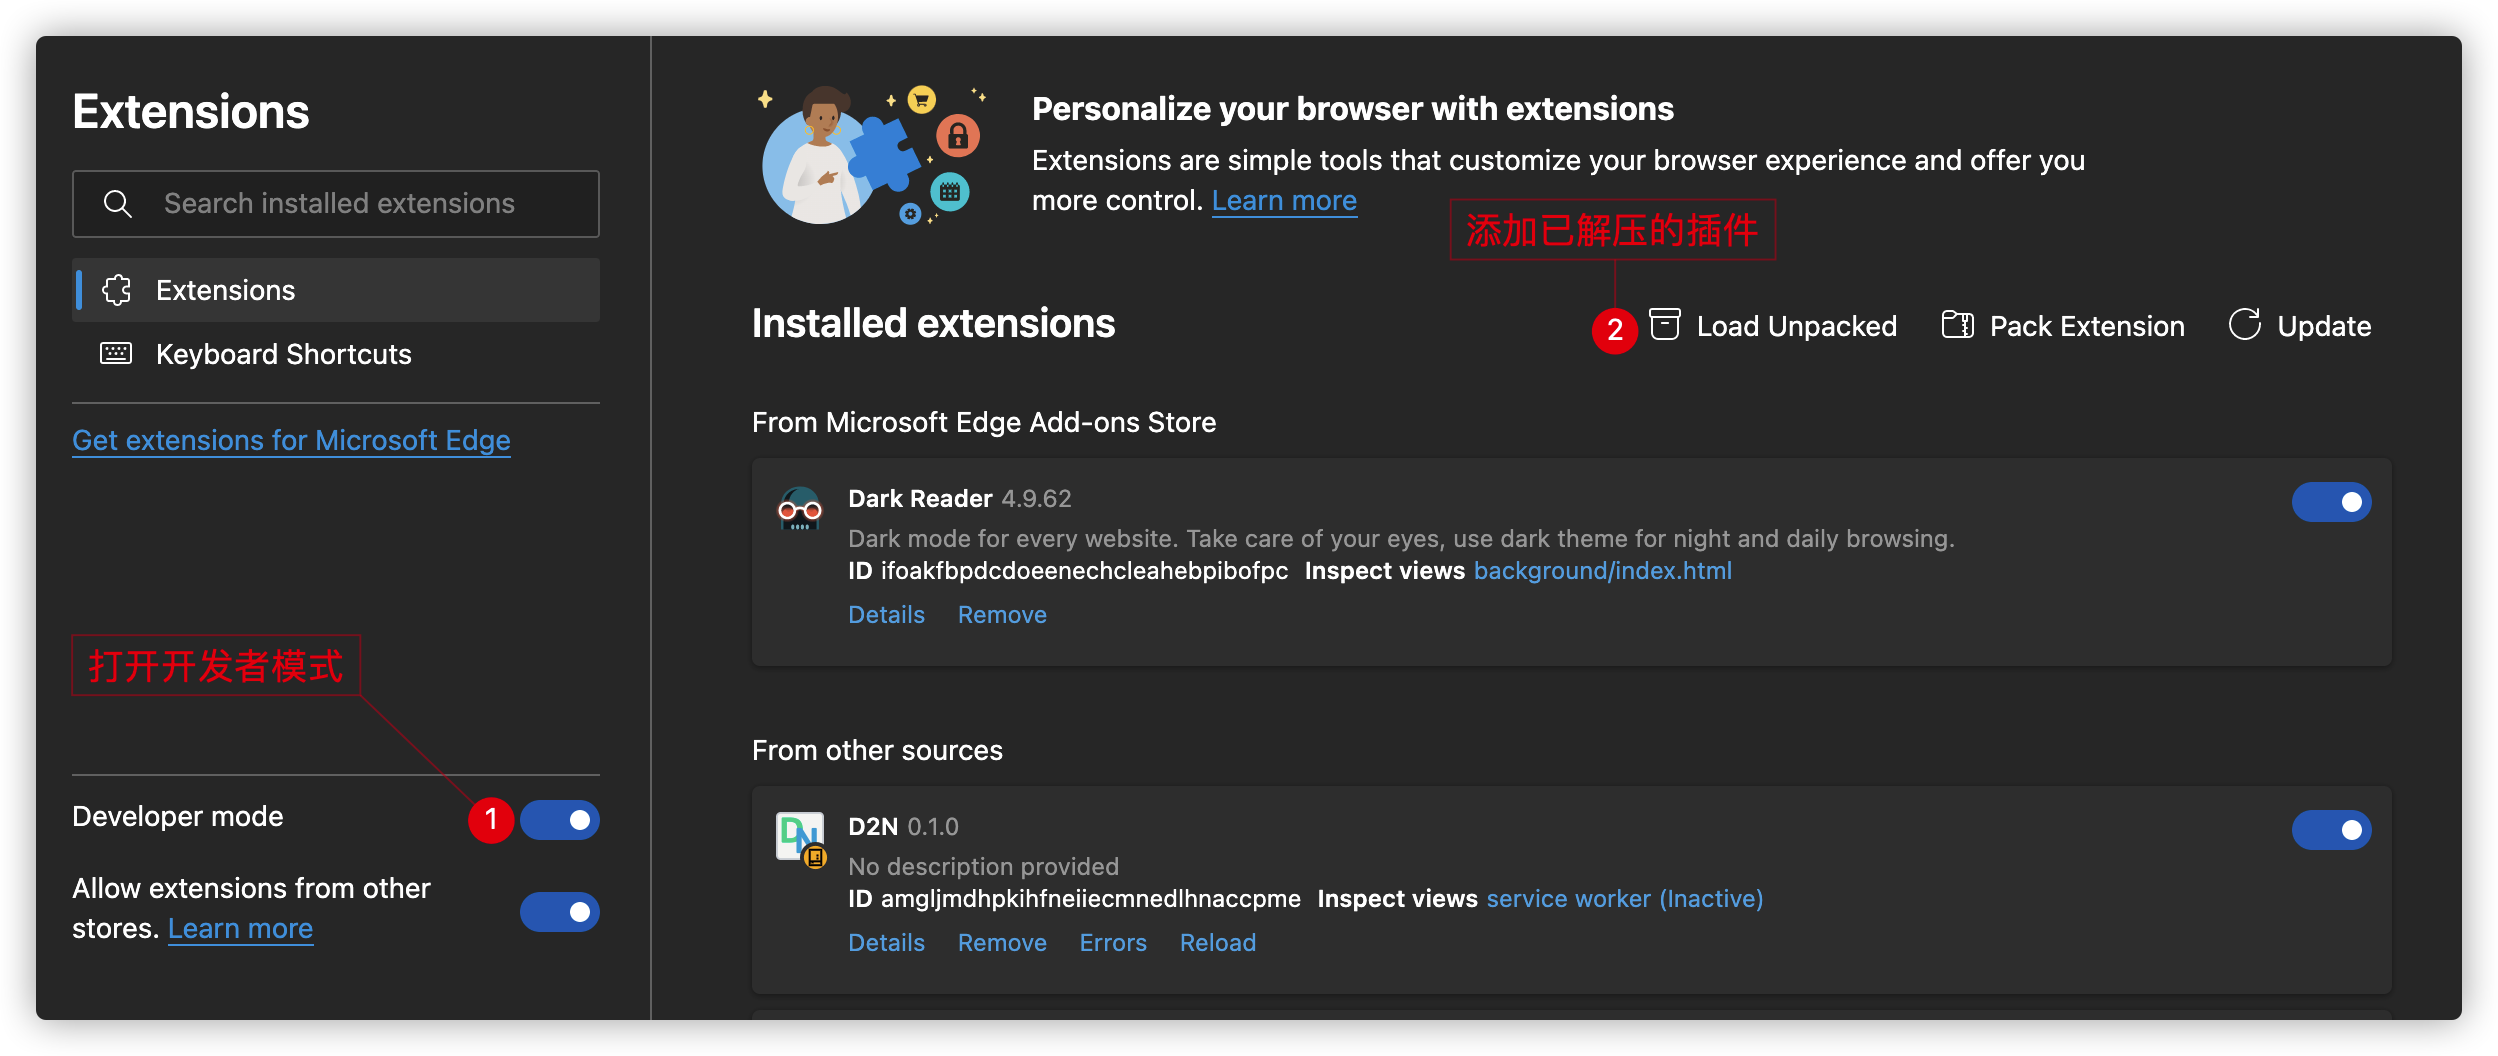 Extensions
Search installed extensions
Extensions
Keyboard Shortcuts
Get extensions for Microsoft Edge
打开开发者模式
Developer mode
1
Allow extensions from other
stores. Learn more
Personalize your browser with extensions
Extensions are simple tools that customize your browser experience and offer you
more control. Learn more
添加已解压的插件
Installed extensions
2
Load Unpacked
Pack Extension
Update
From Microsoft Edge Add-ons Store
Dark Reader 4.9.62
Dark mode for every website. Take care of your eyes, use dark theme for night and daily browsing.
ID ifoakfbpdcdoeenechcleahebpibofpc Inspect views background/index.html
Details Remove
From other sources
DN
D2N 0.1.0
No description provided
ID amgljmdhpkihfneiiecmnedlhnaccpme Inspect views service worker (Inactive)
Details Remove Errors Reload